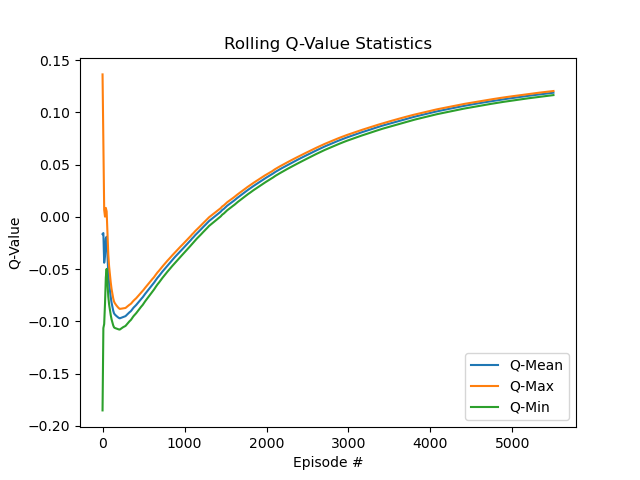 Rolling Q-Value Statistics
0.15
0.10
0.05
0.00
−0.05
−0.10
−0.15
−0.20
Q-Value
Q-Mean
Q-Max
Q-Min
0 1000 2000 3000 4000 5000
Episode #